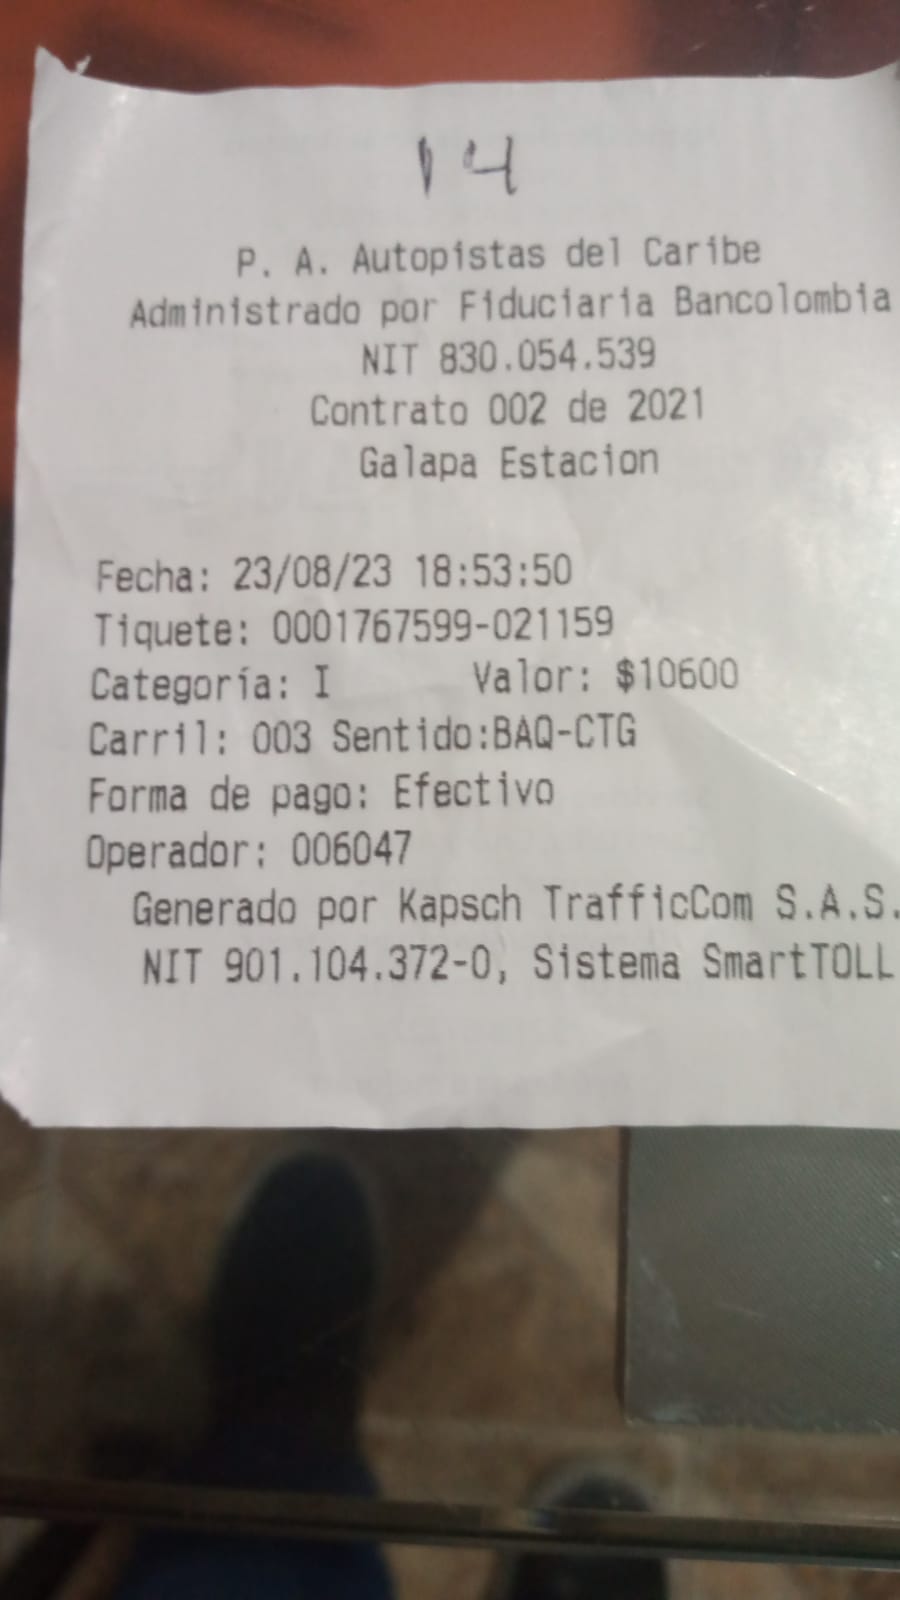 14
P. A. Autopistas del Caribe
Administrado por Fiduciaria Bancolombia
NIT 830.054.539
Contrato 002 de 2021
Galapa Estacion
Fecha: 23/08/23 18:53:50
Tiquete: 0001767599-021159
Categoría: I Valor: $10600
Carril: 003 Sentido:BAQ-CTG
Forma de pago: Efectivo
Operador: 006047
Generado por Kapsch TrafficCom S.A.S.
NIT 901.104.372-0, Sistema SmartTOLL